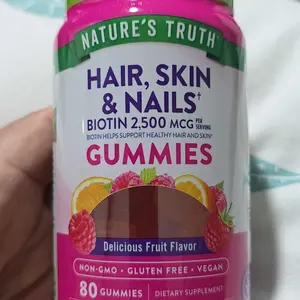 NATURE'S TRUTH®
HAIR, SKIN
& NAILS†
BIOTIN 2,500 MCG PER SERVING
BIOTIN HELPS SUPPORT HEALTHY HAIR AND SKIN†
GUMMIES
Delicious Fruit Flavor
NON-GMO • GLUTEN FREE • VEGAN
80 GUMMIES DIETARY SUPPLEMENT